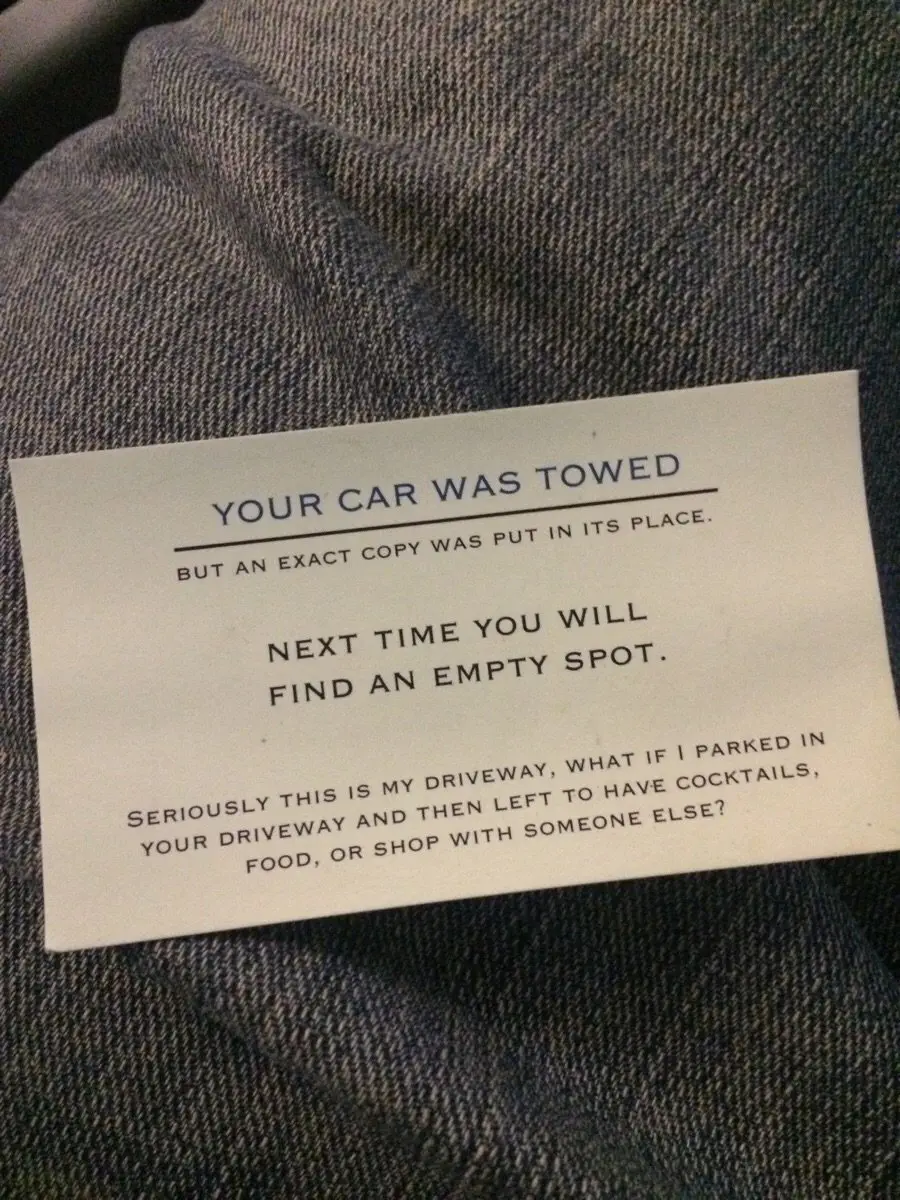 YOUR CAR WAS TOWED
BUT AN EXACT COPY WAS PUT IN ITS PLACE.
NEXT TIME YOU WILL
FIND AN EMPTY SPOT.
SERIOUSLY THIS IS MY DRIVEWAY, WHAT IF I PARKED IN
YOUR DRIVEWAY AND THEN LEFT TO HAVE COCKTAILS,
FOOD, OR SHOP WITH SOMEONE ELSE?